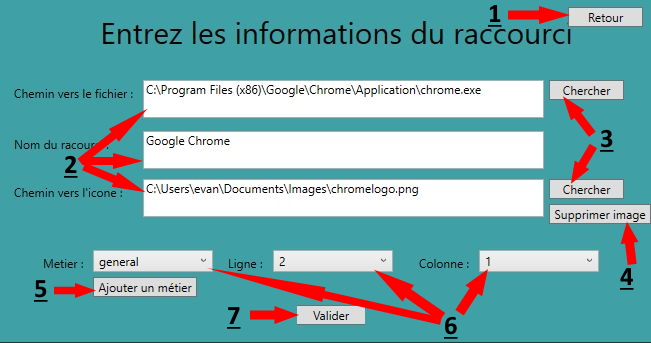 1
Retour
Entrez les informations du raccourci
Chemin vers le fichier :
C:\Program Files (x86)\Google\Chrome\Application\chrome.exe
Chercher
Nom du
Google Chrome
2
3
Chemin vers l'icone :
C:\Users\evan\Documents\Images\chromelogo.png
Chercher
Supprimer image
4
Metier :
general
Ligne :
2
Colonne :
1
5
Ajouter un métier
7
Valider
6